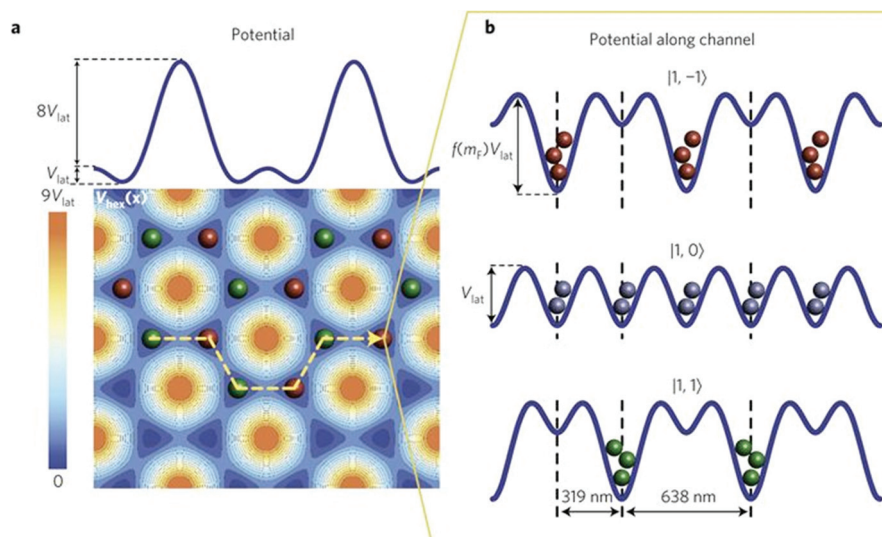 a
Potential
8V_lat
V_lat
9V_lat
V_hex(x)
0
b
Potential along channel
|1, −1⟩
f(m_F)V_lat
|1, 0⟩
V_lat
|1, 1⟩
319 nm
638 nm